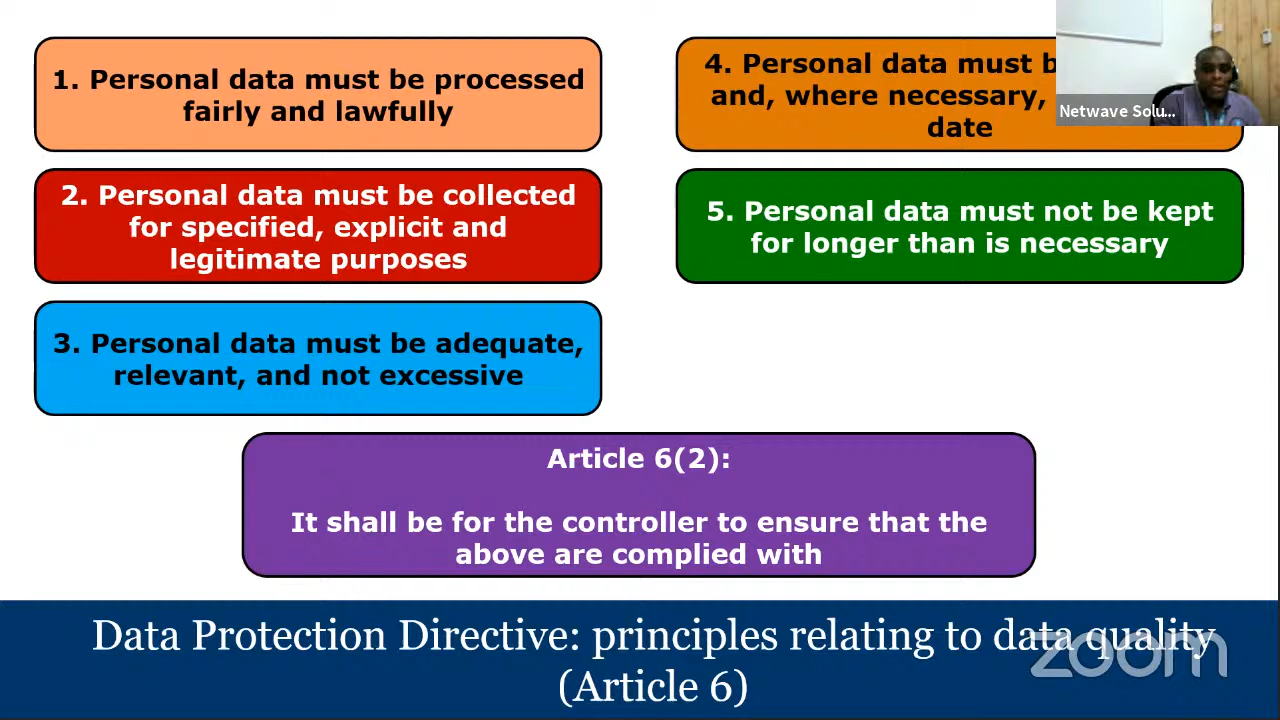 1. Personal data must be processed
fairly and lawfully
2. Personal data must be collected
for specified, explicit and
legitimate purposes
3. Personal data must be adequate,
relevant, and not excessive
4. Personal data must
and, where necessary,
date
5. Personal data must not be kept
for longer than is necessary
Netwave Solu...
Article 6(2):
It shall be for the controller to ensure that the
above are complied with
Data Protection Directive: principles relating to data quality
(Article 6)
zoom